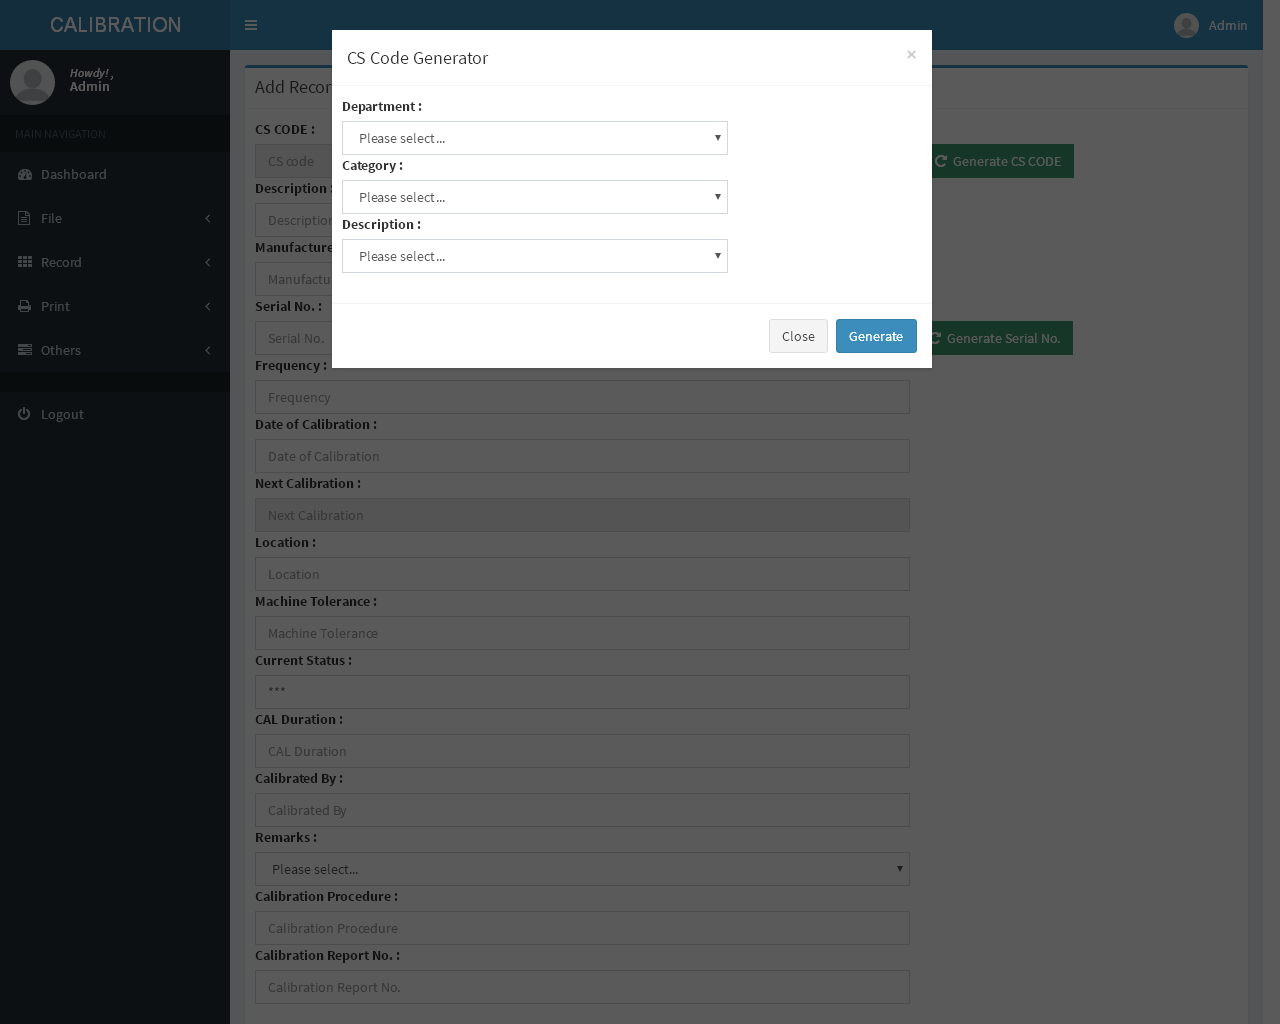 CALIBRATION
Admin
Howdy! ,
Admin
MAIN NAVIGATION
Dashboard
File
Record
Print
Others
Logout
CS Code Generator
×
Department :
Please select...
Category :
Please select...
Description :
Please select...
Close
Generate
Add Recor
CS CODE :
CS code
Generate CS CODE
Description :
Description
Manufacture
Manufactu
Serial No. :
Serial No.
Generate Serial No.
Frequency :
Frequency
Date of Calibration :
Date of Calibration
Next Calibration :
Next Calibration
Location :
Location
Machine Tolerance :
Machine Tolerance
Current Status :
***
CAL Duration :
CAL Duration
Calibrated By :
Calibrated By
Remarks :
Please select...
Calibration Procedure :
Calibration Procedure
Calibration Report No. :
Calibration Report No.